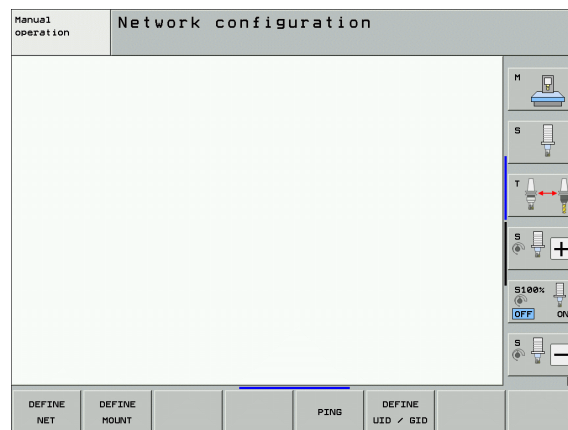 Manual
operation
Network configuration
M
S
T
S
S100%
OFF ON
S
DEFINE
NET
DEFINE
MOUNT
PING
DEFINE
UID / GID